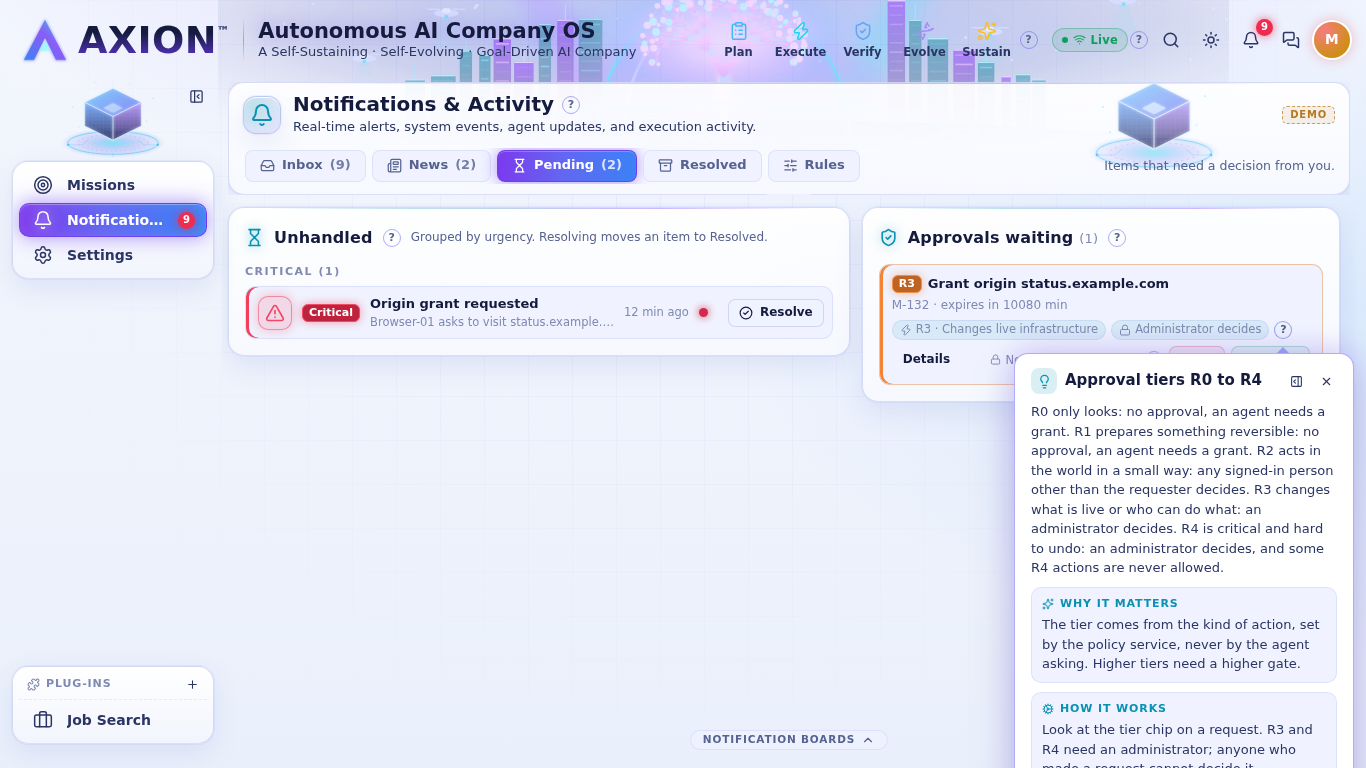 AXION™
Autonomous AI Company OS
A Self-Sustaining · Self-Evolving · Goal-Driven AI Company
Plan
Execute
Verify
Evolve
Sustain
?
Live
?
9
M
Notifications & Activity ?
Real-time alerts, system events, agent updates, and execution activity.
DEMO
Inbox (9)
News (2)
Pending (2)
Resolved
Rules
Items that need a decision from you.
Missions
Notificatio... 9
Settings
Unhandled ? Grouped by urgency. Resolving moves an item to Resolved.
CRITICAL (1)
Critical
Origin grant requested
Browser-01 asks to visit status.example....
12 min ago
Resolve
Approvals waiting (1) ?
R3 Grant origin status.example.com
M-132 · expires in 10080 min
R3 · Changes live infrastructure
Administrator decides ?
Details
Approval tiers R0 to R4
R0 only looks: no approval, an agent needs a
grant. R1 prepares something reversible: no
approval, an agent needs a grant. R2 acts in
the world in a small way: any signed-in person
other than the requester decides. R3 changes
what is live or who can do what: an
administrator decides. R4 is critical and hard
to undo: an administrator decides, and some
R4 actions are never allowed.
WHY IT MATTERS
The tier comes from the kind of action, set
by the policy service, never by the agent
asking. Higher tiers need a higher gate.
HOW IT WORKS
Look at the tier chip on a request. R3 and
R4 need an administrator; anyone who
made a request cannot decide it.
PLUG-INS +
Job Search
NOTIFICATION BOARDS